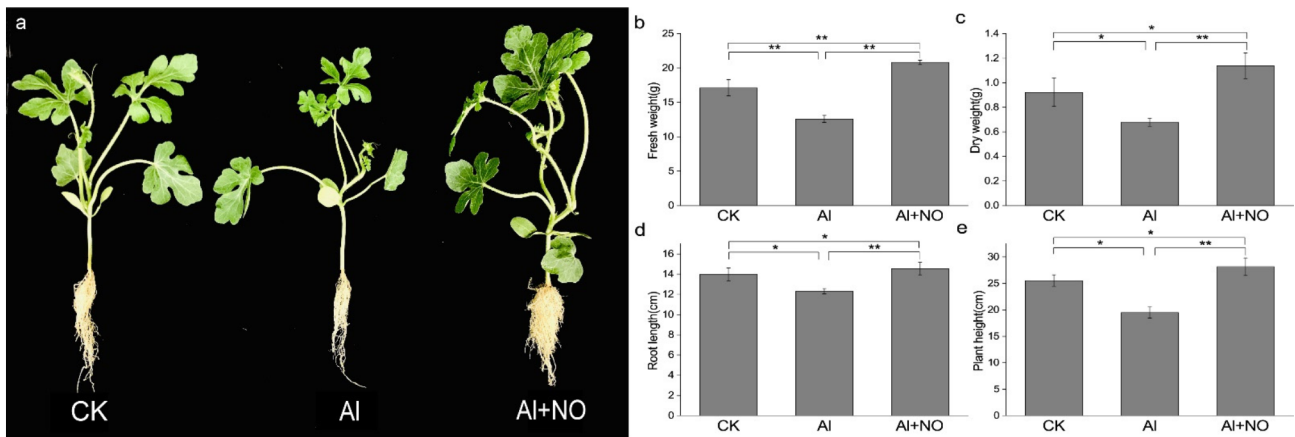 a
CK
Al
Al+NO
b
Fresh weight(g)
25
20
15
10
5
0
**
**
**
CK
Al
Al+NO
c
Dry weight(g)
1.4
1.2
1.0
0.8
0.6
0.4
0.2
0.0
*
*
**
CK
Al
Al+NO
d
Root length(cm)
16
14
12
10
8
6
4
2
0
*
*
**
CK
Al
Al+NO
e
Plant height(cm)
30
25
20
15
10
5
0
*
*
**
CK
Al
Al+NO